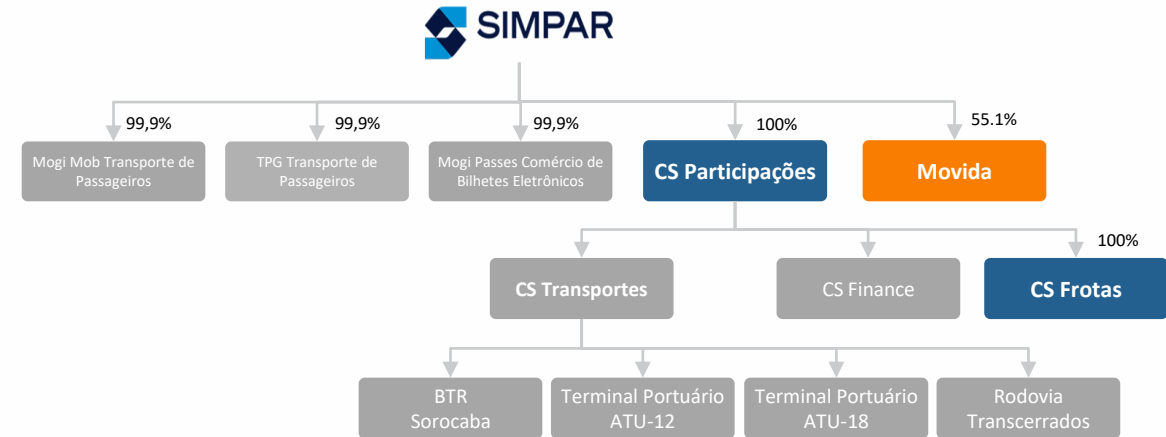 SIMPAR
99,9%
99,9%
99,9%
100%
55.1%
Mogi Mob Transporte de
Passageiros
TPG Transporte de
Passageiros
Mogi Passes Comércio de
Bilhetes Eletrônicos
CS Participações
Movida
100%
CS Transportes
CS Finance
CS Frotas
BTR
Sorocaba
Terminal Portuário
ATU-12
Terminal Portuário
ATU-18
Rodovia
Transcerrados